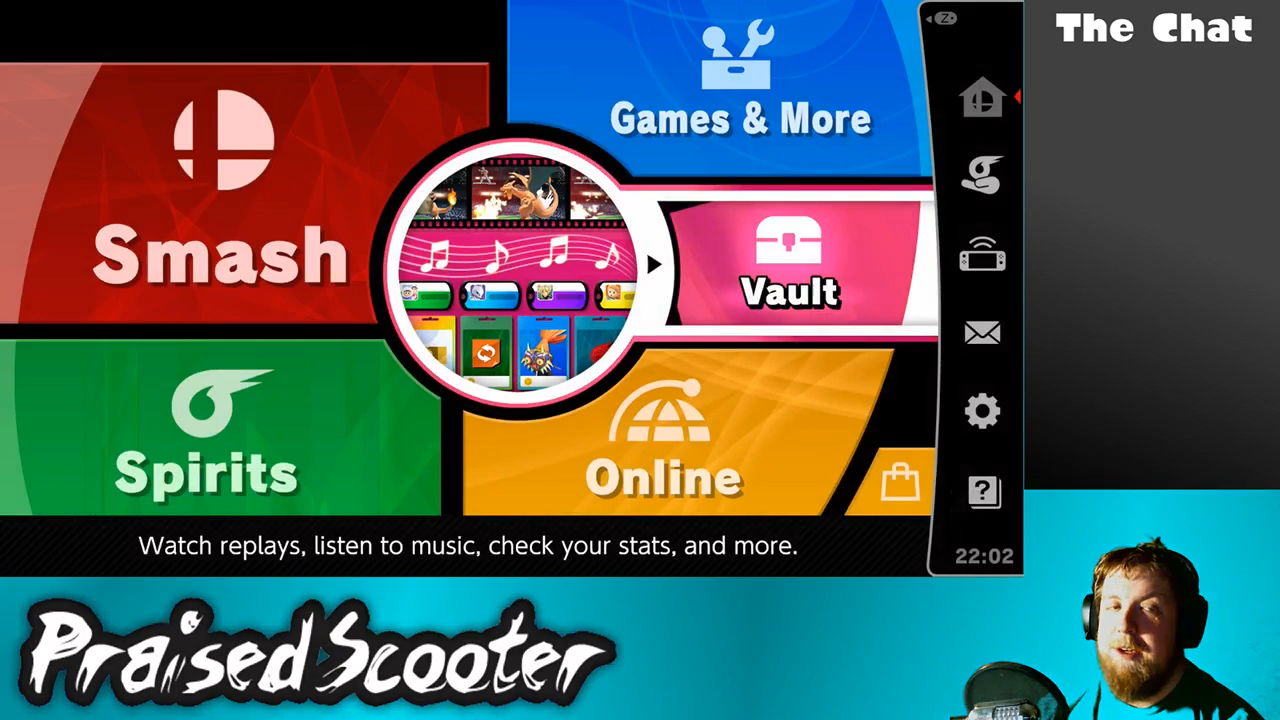 The Chat
Games & More
Smash
Vault
Spirits
Online
?
Watch replays, listen to music, check your stats, and more.
22:02
PraisedScooter